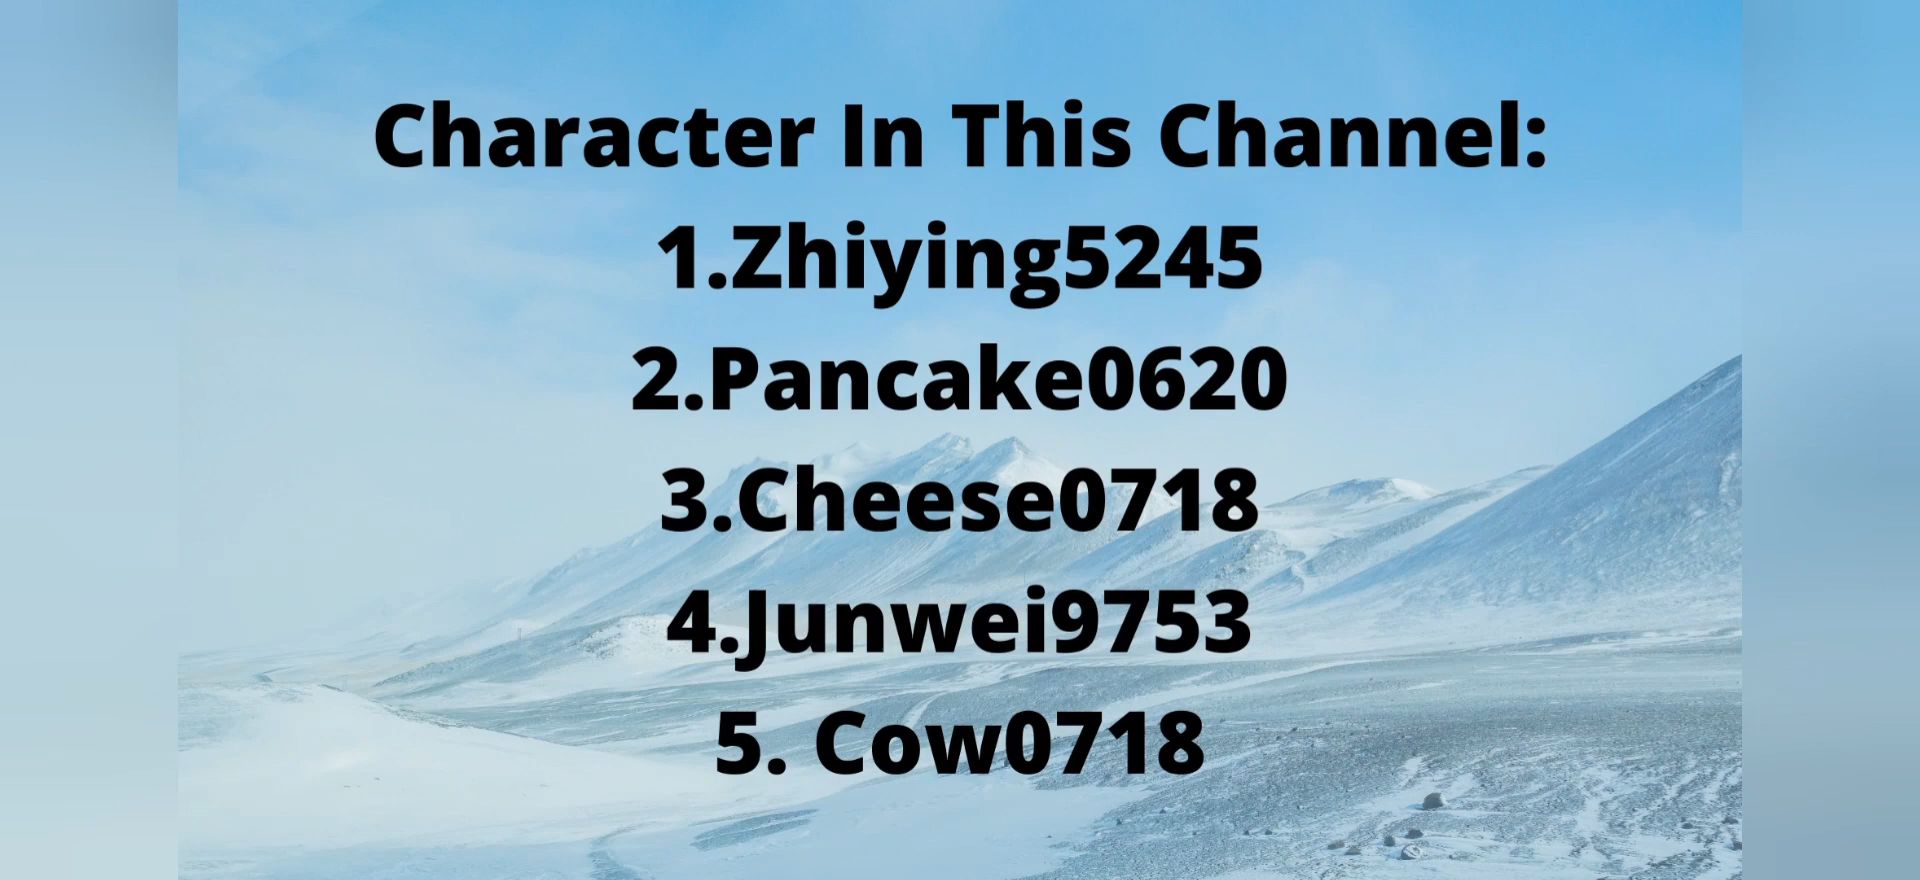 Character In This Channel:
1.Zhiying5245
2.Pancake0620
3.Cheese0718
4.Junwei9753
5. Cow0718